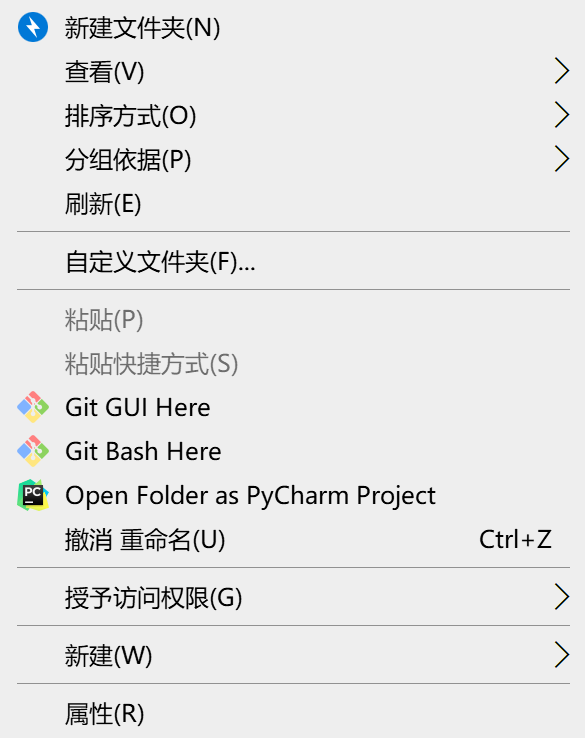 新建文件夹(N)
查看(V)
排序方式(O)
分组依据(P)
刷新(E)
自定义文件夹(F)...
粘贴(P)
粘贴快捷方式(S)
Git GUI Here
Git Bash Here
PC Open Folder as PyCharm Project
撤消 重命名(U) Ctrl+Z
授予访问权限(G)
新建(W)
属性(R)